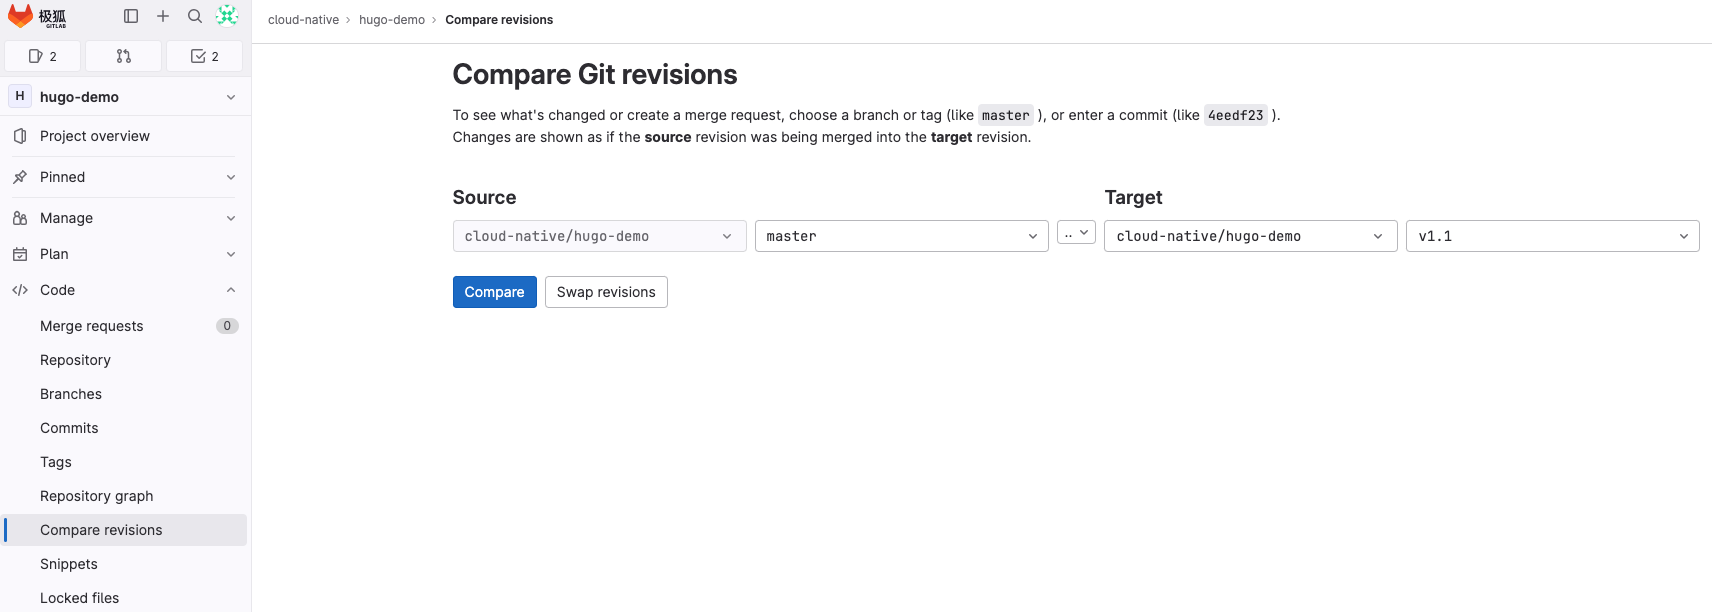 极狐
GITLAB
2
2
H hugo-demo
Project overview
Pinned
Manage
Plan
Code
Merge requests 0
Repository
Branches
Commits
Tags
Repository graph
Compare revisions
Snippets
Locked files
cloud-native › hugo-demo › Compare revisions
Compare Git revisions
To see what's changed or create a merge request, choose a branch or tag (like master ), or enter a commit (like 4eedf23 ).
Changes are shown as if the source revision was being merged into the target revision.
Source Target
cloud-native/hugo-demo master .. cloud-native/hugo-demo v1.1
Compare Swap revisions